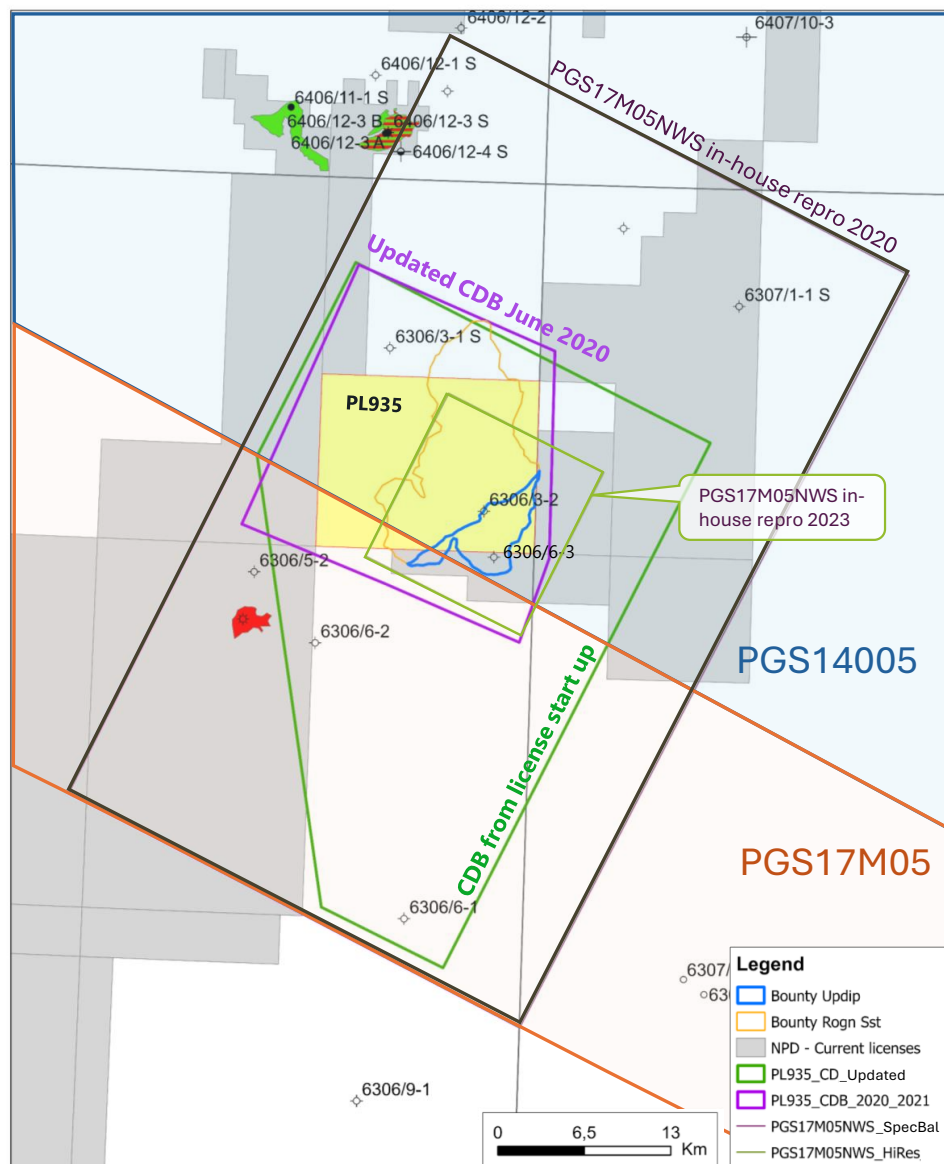 6406/12-2
6407/10-3
6406/12-1 S
PGS17M05NWS in-house repro 2020
6406/11-1 S
6406/12-3 B
6406/12-3 S
6406/12-3 A
6406/12-4 S
Updated CDB June 2020
6307/1-1 S
6306/3-1 S
PL935
6306/3-2
PGS17M05NWS in-
house repro 2023
6306/6-3
6306/5-2
6306/6-2
PGS14005
CDB from license start up
PGS17M05
6306/6-1
6307/
630
6306/9-1
Legend
Bounty Updip
Bounty Rogn Sst
NPD - Current licenses
PL935_CD_Updated
PL935_CDB_2020_2021
PGS17M05NWS_SpecBal
PGS17M05NWS_HiRes
0 6,5 13
Km